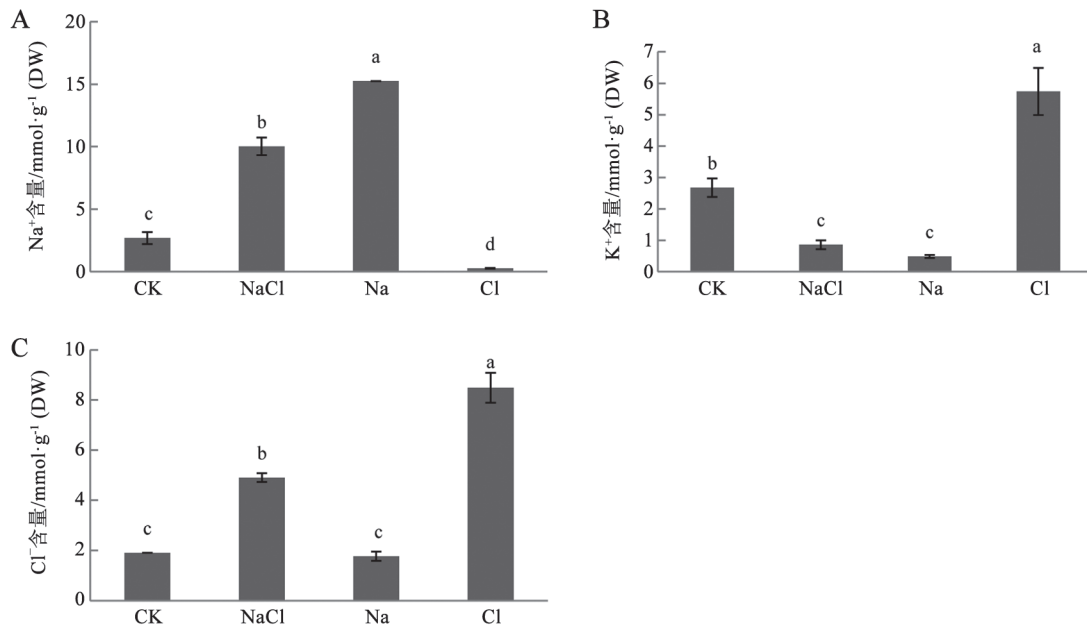 A
Na⁺含量/mmol·g⁻¹ (DW)
20
15
10
5
0
c
b
a
d
CK NaCl Na Cl
B
K⁺含量/mmol·g⁻¹ (DW)
7
6
5
4
3
2
1
0
b
c
c
a
CK NaCl Na Cl
C
Cl⁻含量/mmol·g⁻¹ (DW)
10
8
6
4
2
0
c
b
c
a
CK NaCl Na Cl